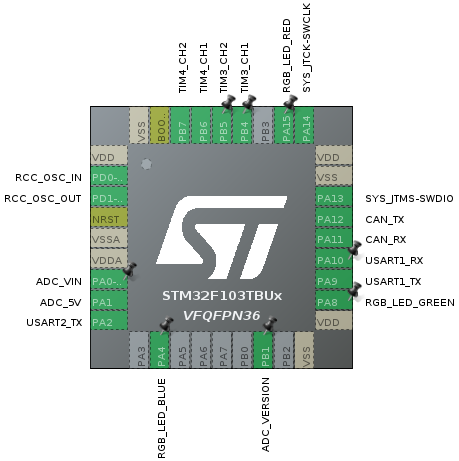 TIM4_CH2
TIM4_CH1
TIM3_CH2
TIM3_CH1
RGB_LED_RED
SYS_JTCK-SWCLK
VSS
BOO..
PB7
PB6
PB5
PB4
PB3
PA15
PA14
VDD
RCC_OSC_IN
PD0-..
RCC_OSC_OUT
PD1-..
NRST
VSSA
VDDA
ADC_VIN
PA0-..
ADC_5V
PA1
USART2_TX
PA2
VDD
VSS
PA13
SYS_JTMS-SWDIO
PA12
CAN_TX
PA11
CAN_RX
PA10
USART1_RX
PA9
USART1_TX
PA8
RGB_LED_GREEN
VDD
ST
STM32F103TBUx
VFQFPN36
PA3
PA4
PA5
PA6
PA7
PB0
PB1
PB2
VSS
RGB_LED_BLUE
ADC_VERSION